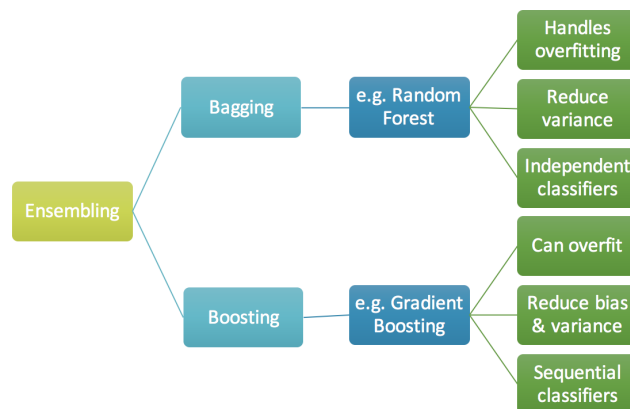 Ensembling
Bagging
e.g. Random
Forest
Handles
overfitting
Reduce
variance
Independent
classifiers
Boosting
e.g. Gradient
Boosting
Can overfit
Reduce bias
& variance
Sequential
classifiers